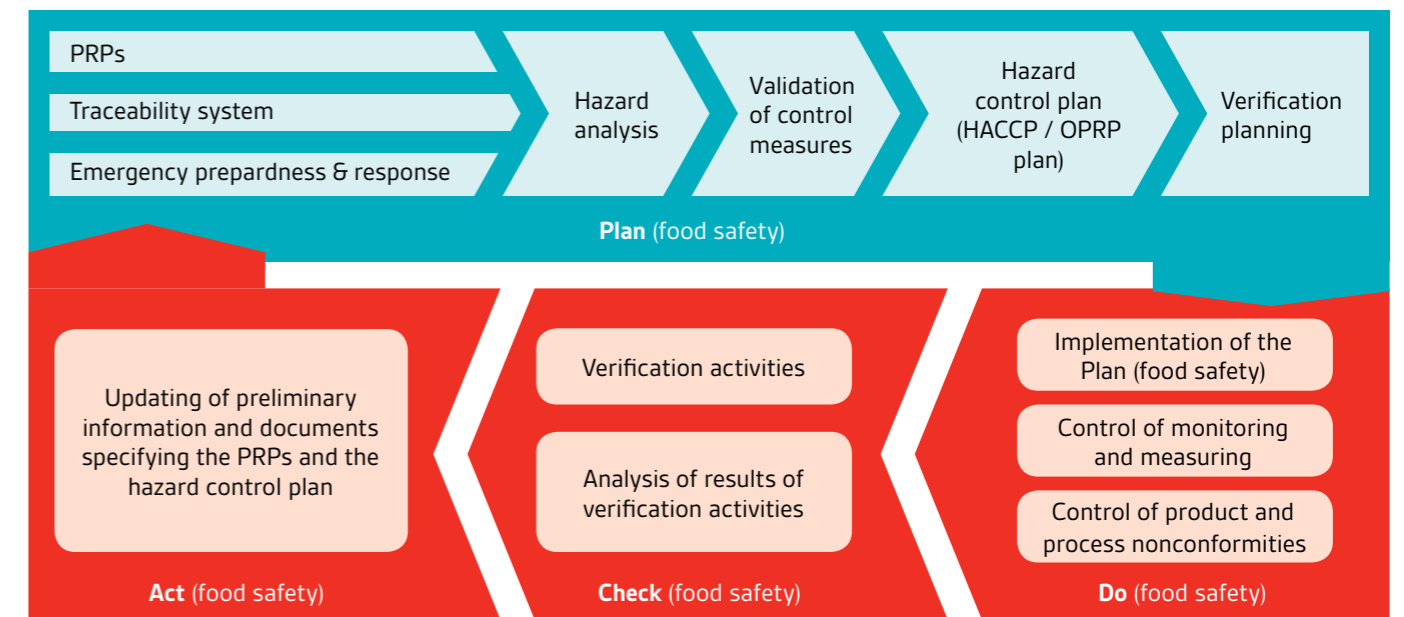 PRPs
Traceability system
Emergency prepardness & response
Hazard
analysis
Validation
of control
measures
Hazard
control plan
(HACCP / OPRP
plan)
Verification
planning
Plan (food safety)
Updating of preliminary
information and documents
specifying the PRPs and the
hazard control plan
Act (food safety)
Verification activities
Analysis of results of
verification activities
Check (food safety)
Implementation of the
Plan (food safety)
Control of monitoring
and measuring
Control of product and
process nonconformities
Do (food safety)